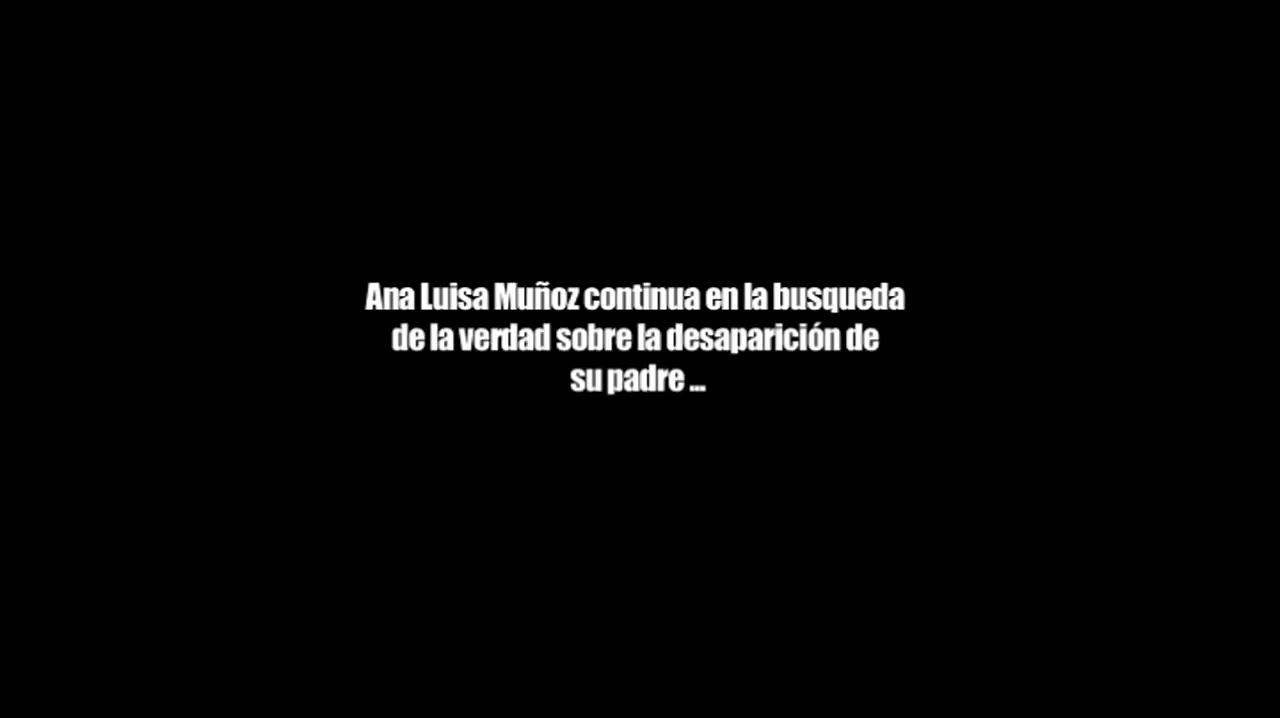 Ana Luisa Muñoz continua en la busqueda
de la verdad sobre la desaparición de
su padre ...